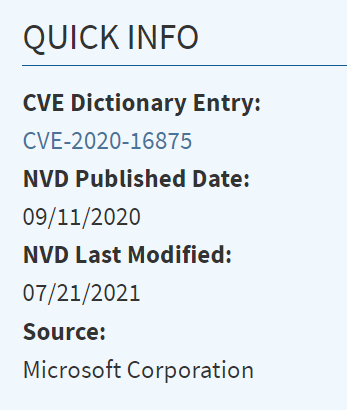 QUICK INFO
CVE Dictionary Entry:
CVE-2020-16875
NVD Published Date:
09/11/2020
NVD Last Modified:
07/21/2021
Source:
Microsoft Corporation